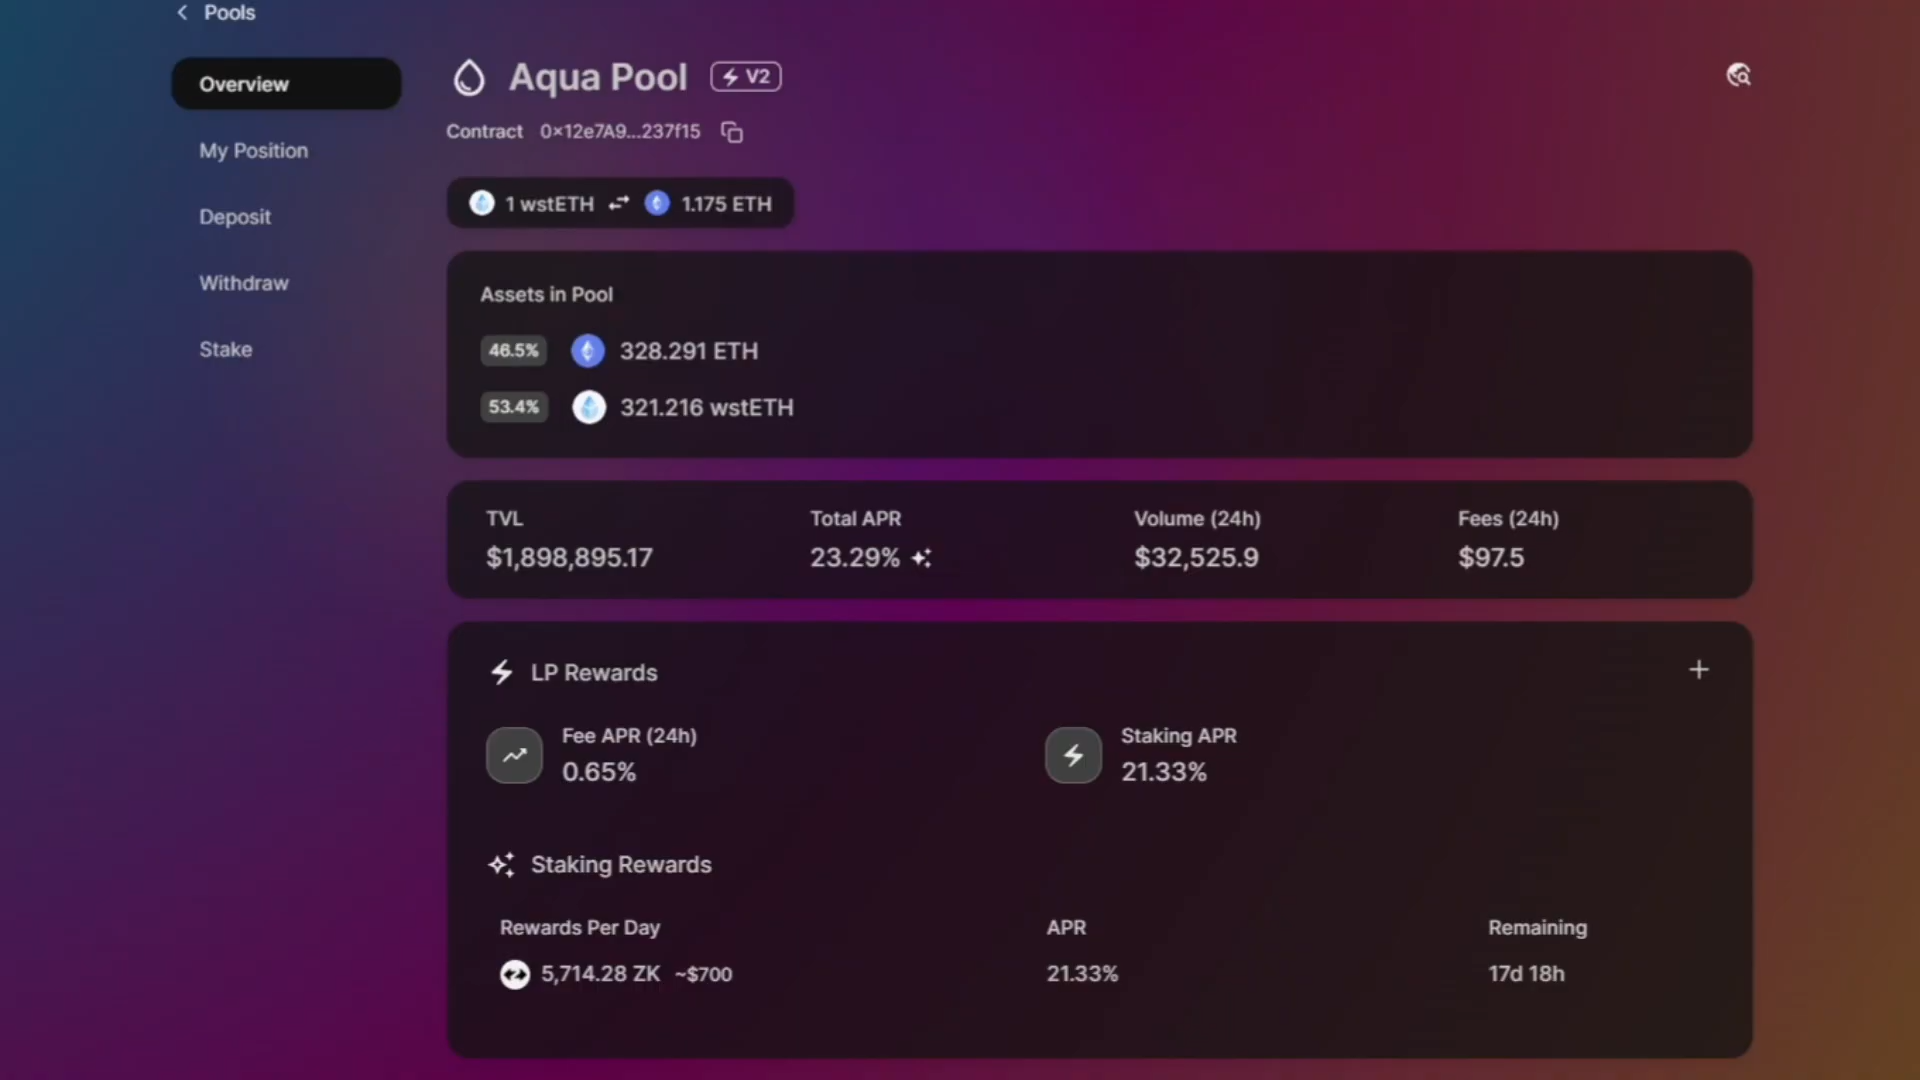 Pools
Overview
My Position
Deposit
Withdraw
Stake
Aqua Pool V2
Contract 0×12e7A9...237f15
1 wstETH 1.175 ETH
Assets in Pool
46.5% 328.291 ETH
53.4% 321.216 wstETH
TVL Total APR Volume (24h) Fees (24h)
$1,898,895.17 23.29% $32,525.9 $97.5
LP Rewards +
Fee APR (24h) Staking APR
0.65% 21.33%
Staking Rewards
Rewards Per Day APR Remaining
5,714.28 ZK ~$700 21.33% 17d 18h